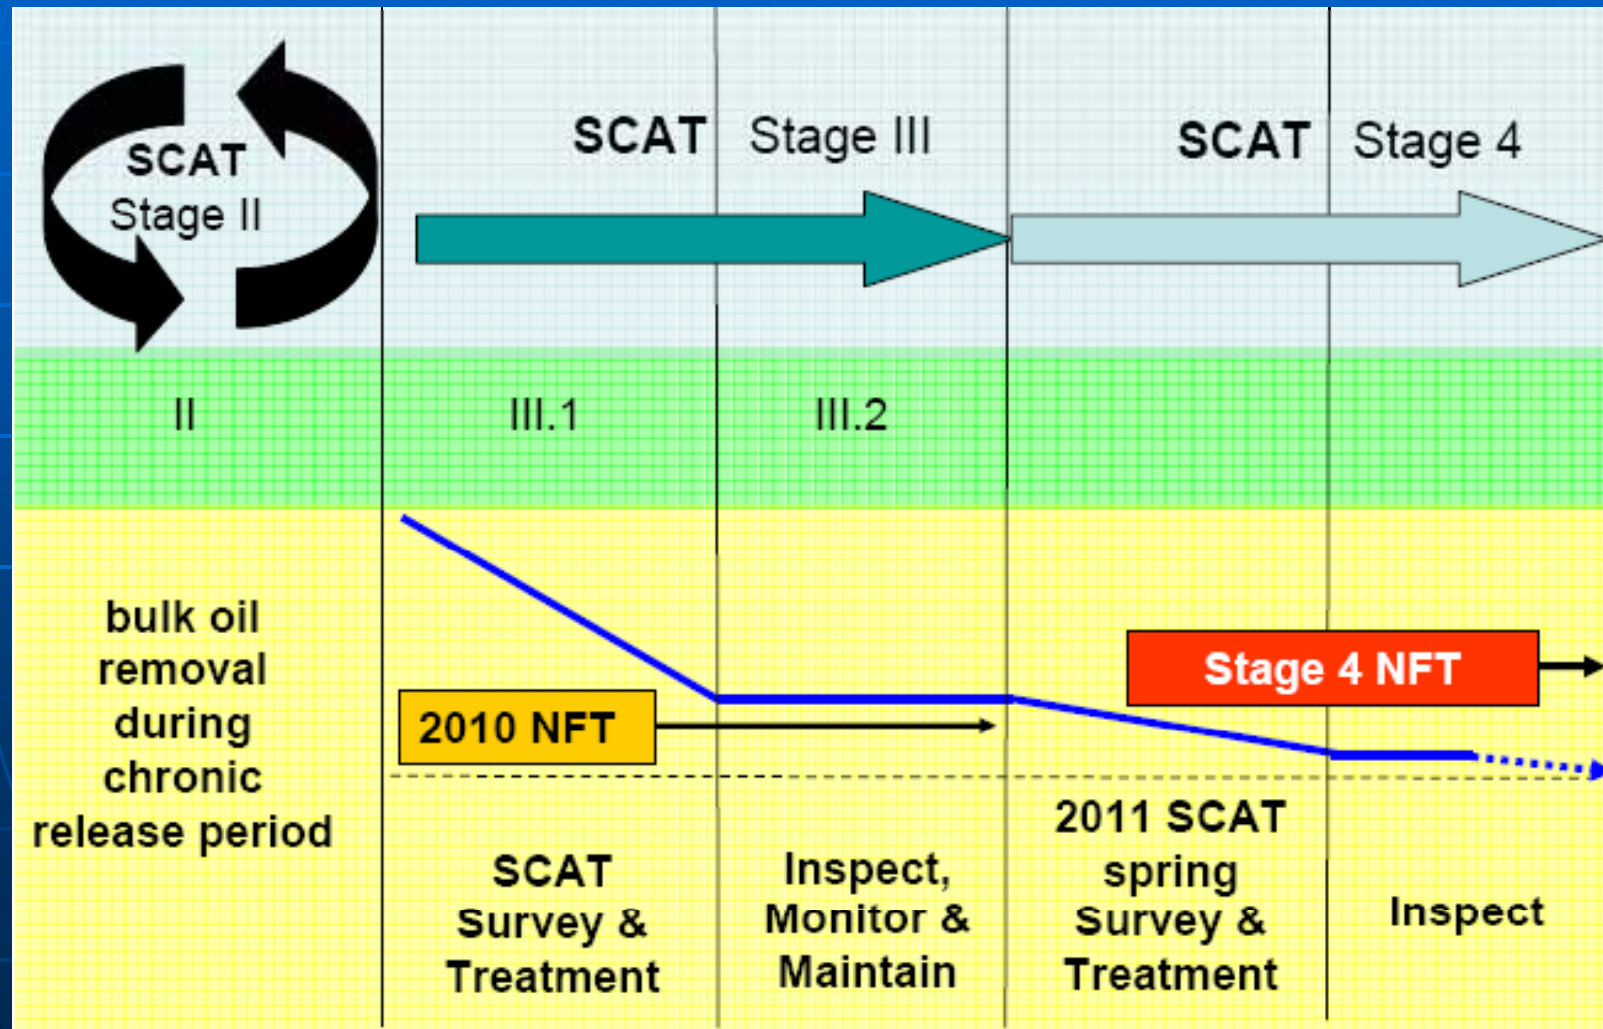 SCAT
Stage II
SCAT Stage III
SCAT Stage 4
II
III.1
III.2
bulk oil
removal
during
chronic
release period
2010 NFT
Stage 4 NFT
SCAT
Survey &
Treatment
Inspect,
Monitor &
Maintain
2011 SCAT
spring
Survey &
Treatment
Inspect